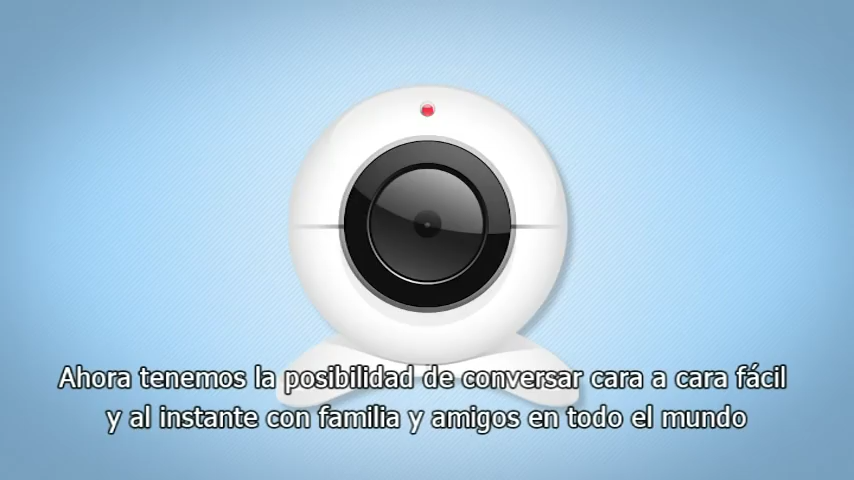 Ahora tenemos la posibilidad de conversar cara a cara fácil
y al instante con familia y amigos en todo el mundo